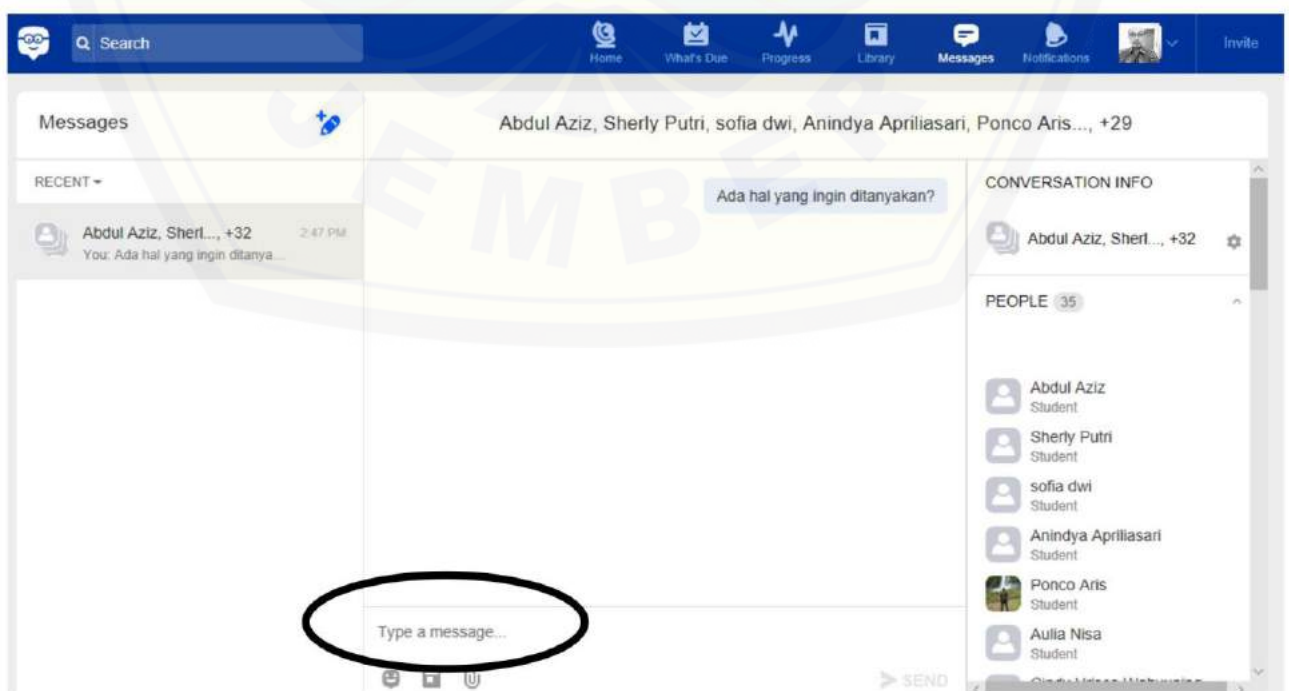 Search
Home
What's Due
Progress
Library
Messages
Notifications
Invite
Messages
Abdul Aziz, Sherly Putri, sofia dwi, Anindya Apriliasari, Ponco Aris..., +29
RECENT
Abdul Aziz, Sherl..., +32
2:47 PM
You: Ada hal yang ingin ditanya...
Ada hal yang ingin ditanyakan?
Type a message...
SEND
CONVERSATION INFO
Abdul Aziz, Sherl..., +32
PEOPLE 35
Abdul Aziz
Student
Sherly Putri
Student
sofia dwi
Student
Anindya Apriliasari
Student
Ponco Aris
Student
Aulia Nisa
Student
JEMBER